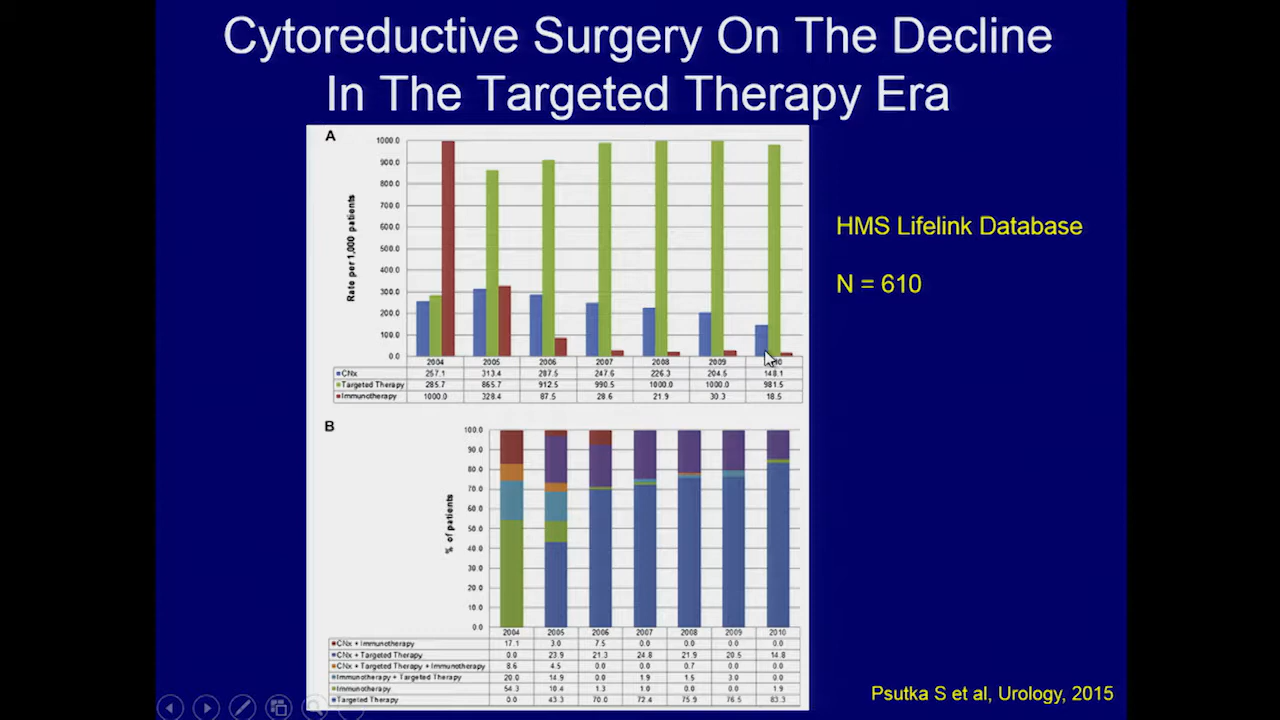 Cytoreductive Surgery On The Decline
In The Targeted Therapy Era
A
1000.0
900.0
800.0
700.0
600.0
500.0
400.0
300.0
200.0
100.0
0.0
Rate per 1,000 patients
2004 2005 2006 2007 2008 2009
CNx 257.1 313.4 287.5 247.6 226.3 204.5 148.1
Targeted Therapy 285.7 865.7 912.5 990.5 1000.0 1000.0 981.5
Immunotherapy 1000.0 328.4 87.5 28.6 21.9 30.3 18.5
HMS Lifelink Database
N = 610
B
100.0
90.0
80.0
70.0
60.0
50.0
40.0
30.0
20.0
10.0
0.0
% of patients
2004 2005 2006 2007 2008 2009 2010
CNx + Immunotherapy 17.1 3.0 7.5 0.0 0.0 0.0 0.0
CNx + Targeted Therapy 0.0 23.9 21.3 24.8 21.9 20.5 14.8
CNx + Targeted Therapy + Immunotherapy 8.6 4.5 0.0 0.0 0.7 0.0 0.0
Immunotherapy + Targeted Therapy 20.0 14.9 0.0 1.9 1.5 3.0 0.0
Immunotherapy 54.3 10.4 1.3 1.0 0.0 0.0 1.9
Targeted Therapy 0.0 43.3 70.0 72.4 75.9 76.5 83.3
Psutka S et al, Urology, 2015